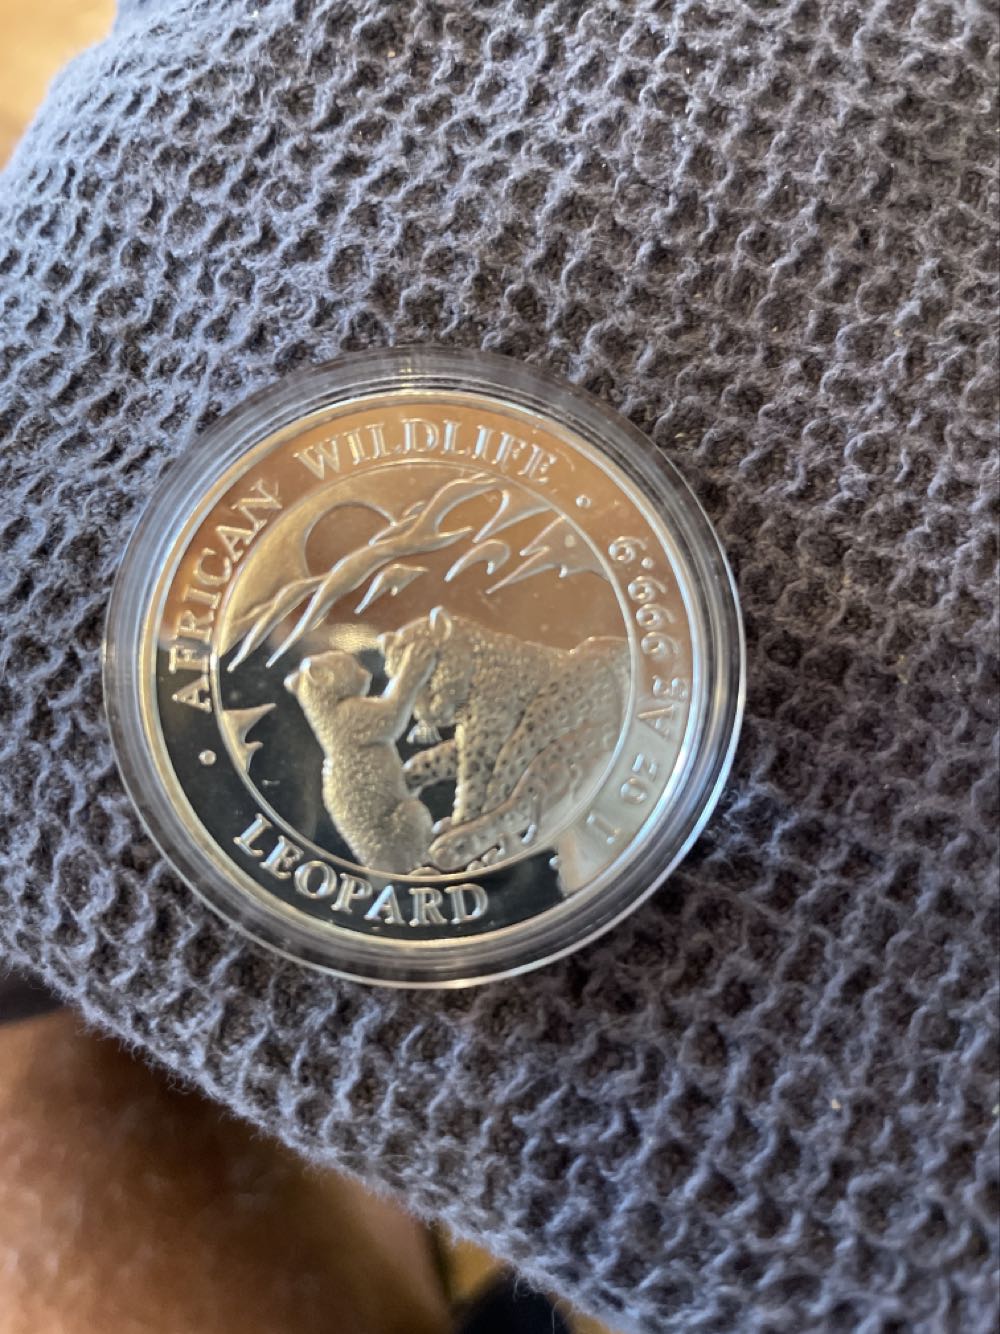 AFRICAN WILDLIFE
1 oz Ag 999.9
LEOPARD